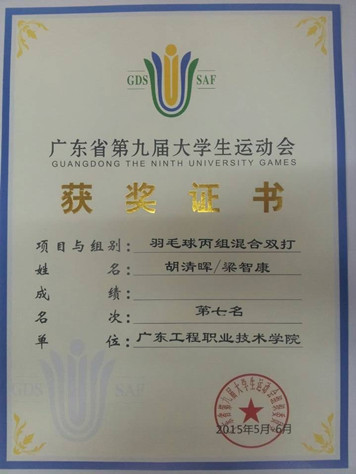 GDS SAF
广东省第九届大学生运动会
GUANGDONG THE NINTH UNIVERSITY GAMES
获奖证书
项目与组别: 羽毛球丙组混合双打
姓名: 胡清晖/梁智康
成绩:
名次: 第七名
单位: 广东工程职业技术学院
GDS SAF
2015年5月-6月